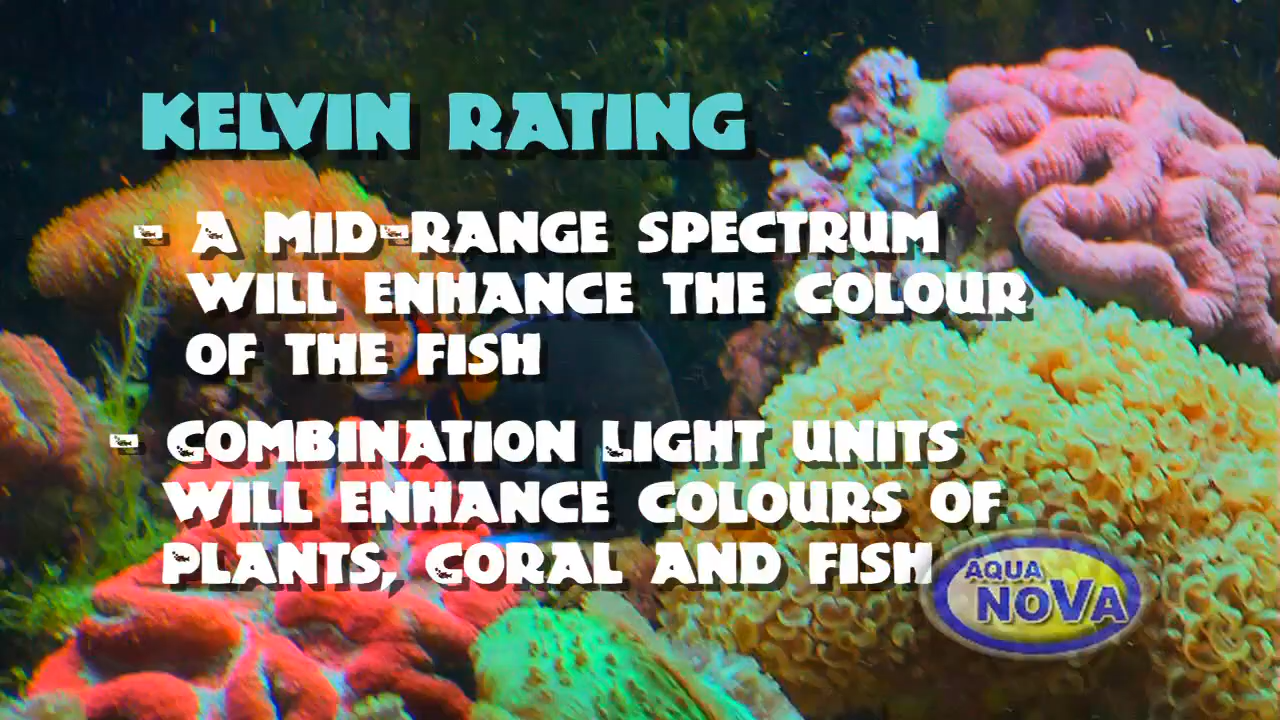 KELVIN RATING
- A MID-RANGE SPECTRUM
WILL ENHANCE THE COLOUR
OF THE FISH
- COMBINATION LIGHT UNITS
WILL ENHANCE COLOURS OF
PLANTS, CORAL AND FISH
AQUA
NOVA